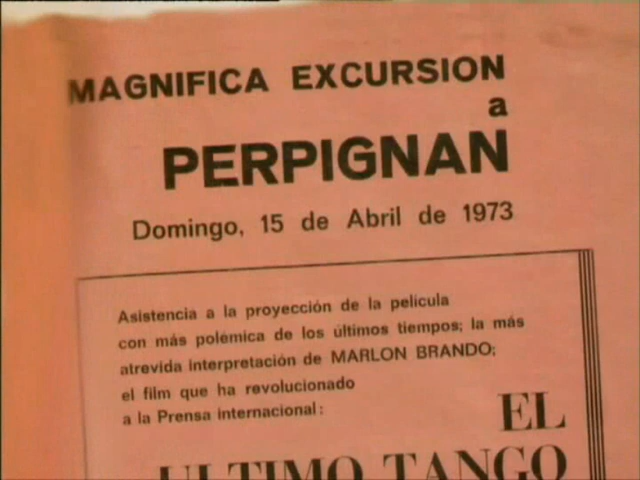 MAGNIFICA EXCURSION
a
PERPIGNAN
Domingo, 15 de Abril de 1973
Asistencia a la proyección de la película
con más polémica de los últimos tiempos; la más
atrevida interpretación de MARLON BRANDO;
el film que ha revolucionado
a la Prensa internacional:
EL
ULTIMO TANGO